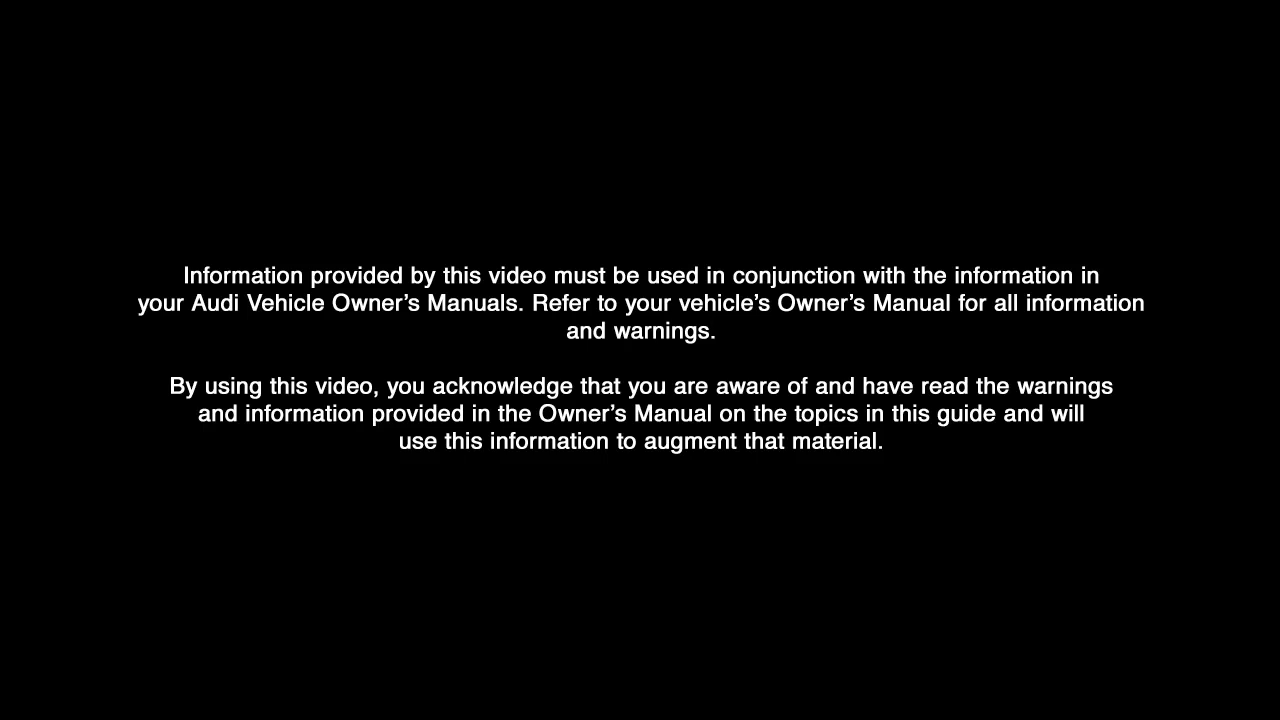 Information provided by this video must be used in conjunction with the information in
your Audi Vehicle Owner’s Manuals. Refer to your vehicle’s Owner’s Manual for all information
and warnings.
By using this video, you acknowledge that you are aware of and have read the warnings
and information provided in the Owner’s Manual on the topics in this guide and will
use this information to augment that material.